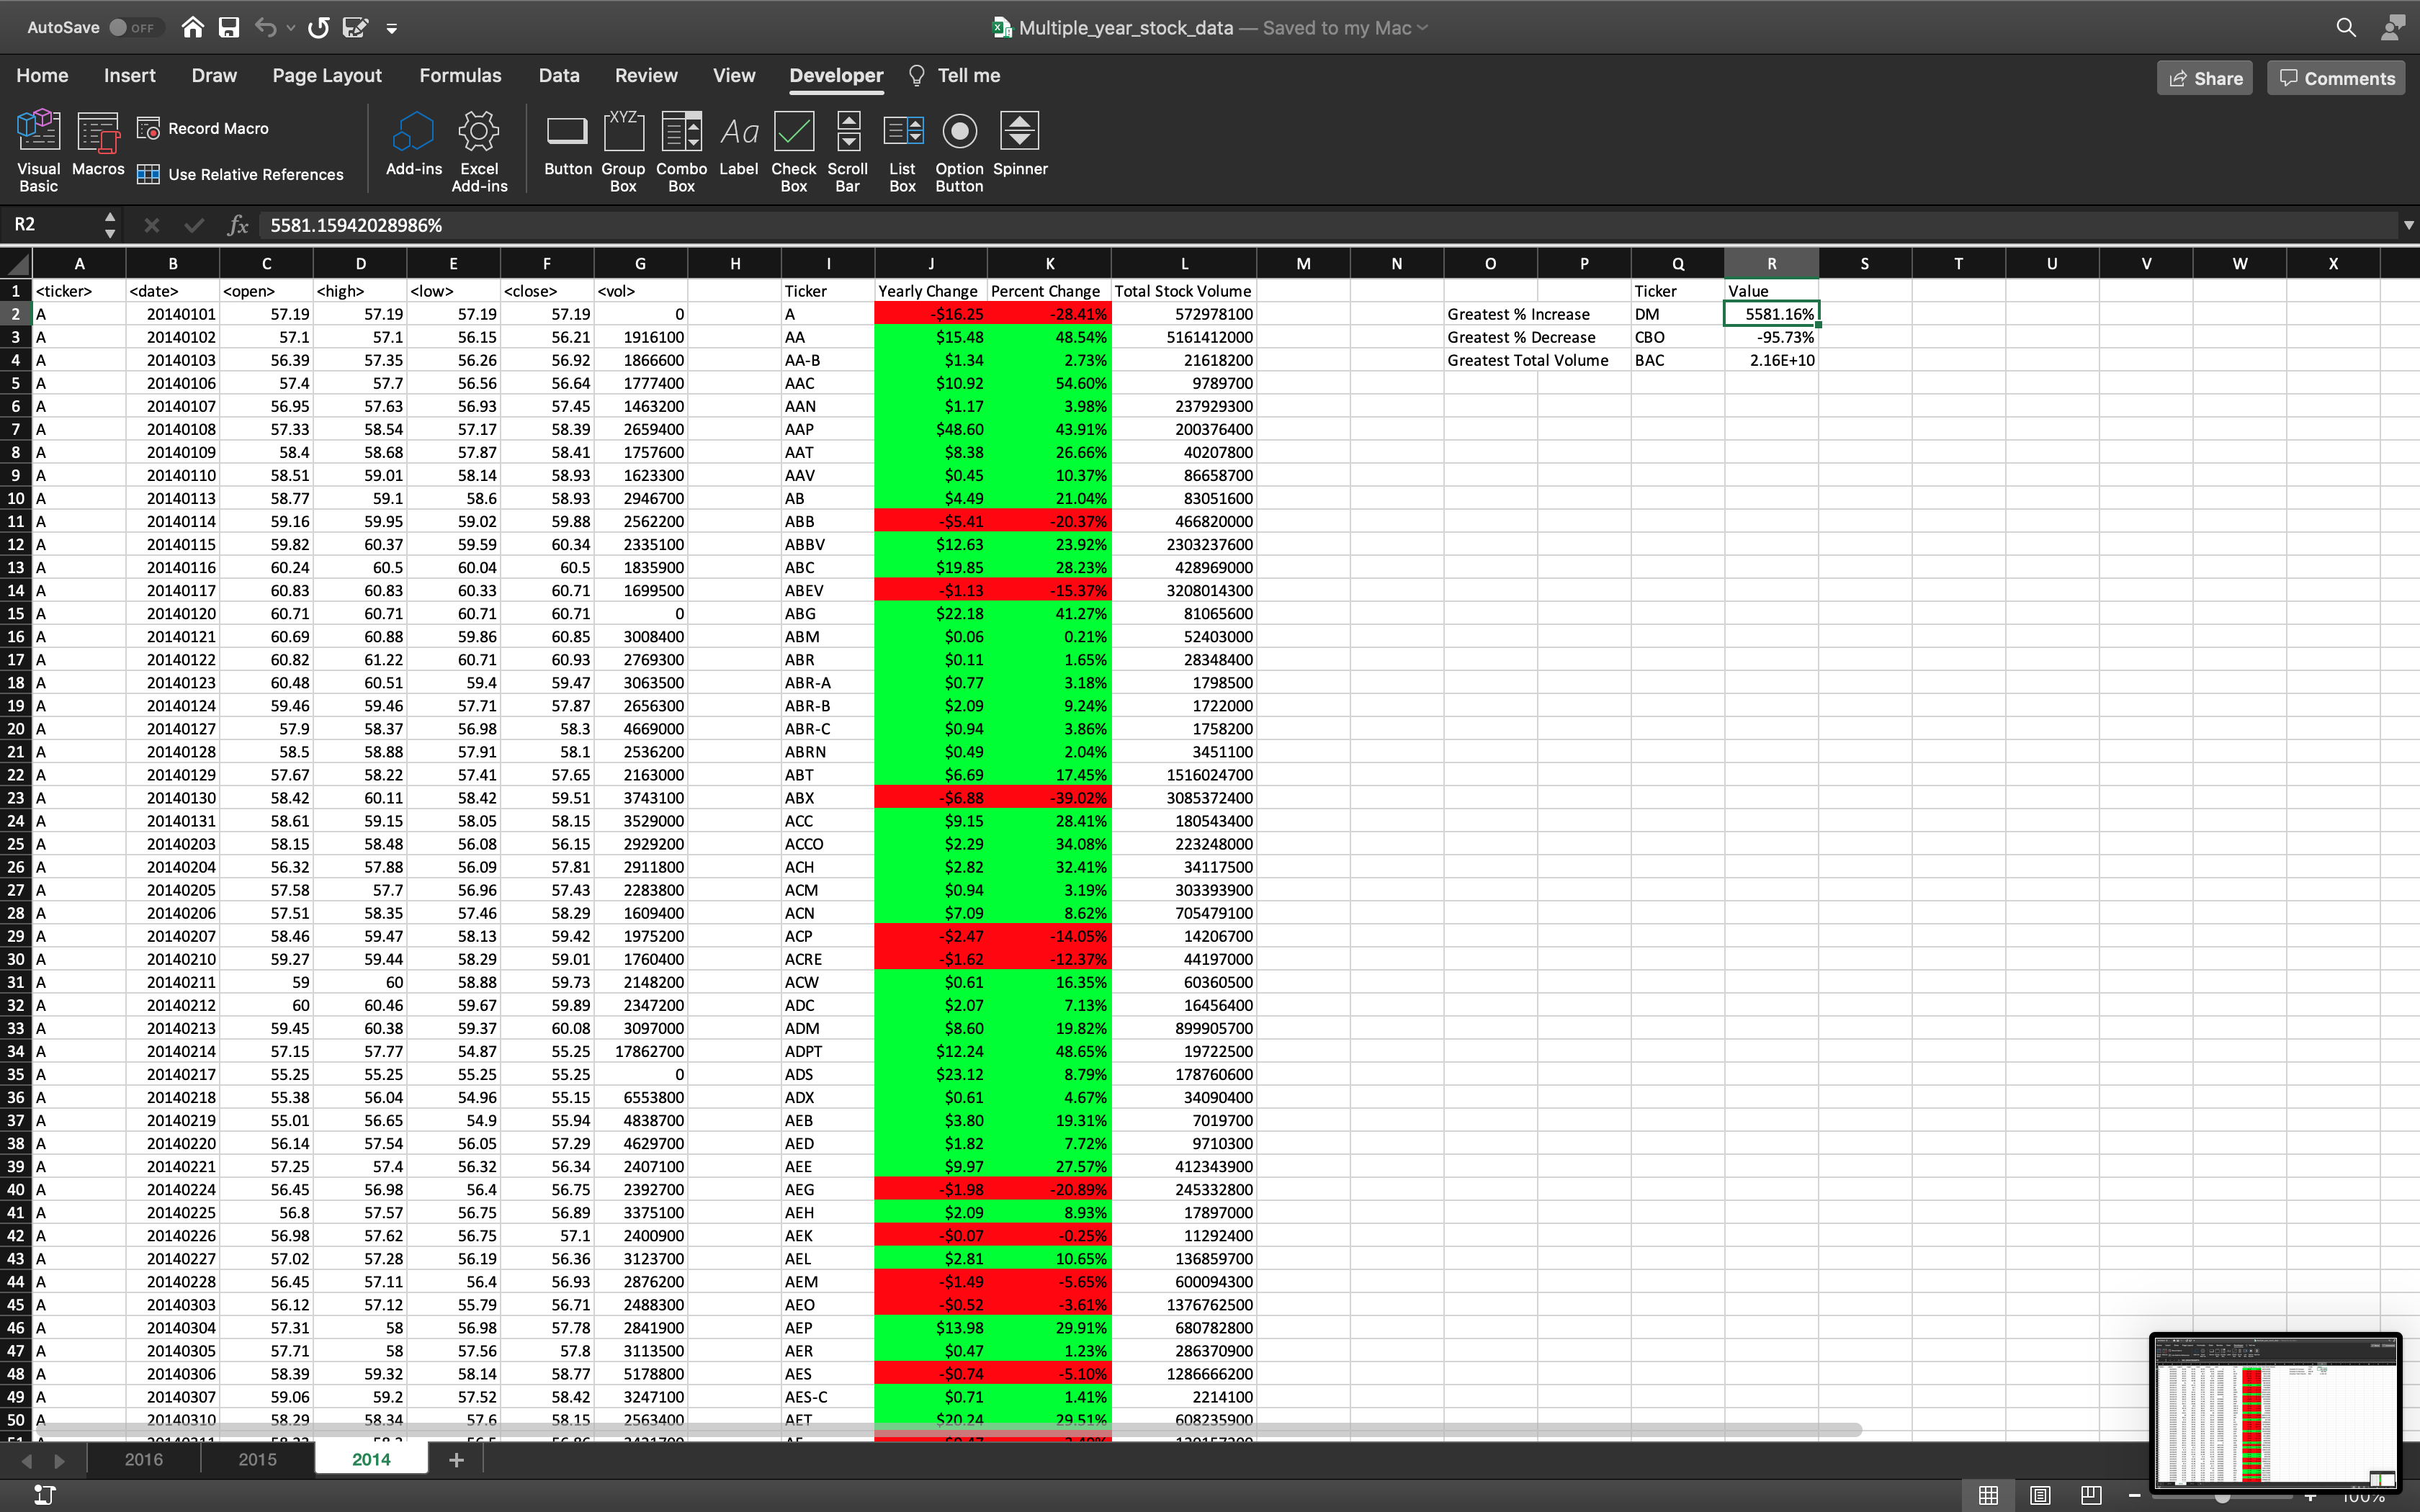 AutoSave OFF Multiple_year_stock_data — Saved to my Mac
Home Insert Draw Page Layout Formulas Data Review View Developer Tell me Share Comments
Visual Basic Macros Record Macro Use Relative References Add-ins Excel Add-ins Button Group Box Combo Box Label Check Box Scroll Bar List Box Option Button Spinner
R2 fx 5581.15942028986%
A B C D E F G H I J K L M N O P Q R S T U V W X
1 <ticker> <date> <open> <high> <low> <close> <vol> Ticker Yearly Change Percent Change Total Stock Volume Ticker Value
2 A 20140101 57.19 57.19 57.19 57.19 0 A -$16.25 -28.41% 572978100 Greatest % Increase DM 5581.16%
3 A 20140102 57.1 57.1 56.15 56.21 1916100 AA $15.48 48.54% 5161412000 Greatest % Decrease CBO -95.73%
4 A 20140103 56.39 57.35 56.26 56.92 1866600 AA-B $1.34 2.73% 21618200 Greatest Total Volume BAC 2.16E+10
5 A 20140106 57.4 57.7 56.56 56.64 1777400 AAC $10.92 54.60% 9789700
6 A 20140107 56.95 57.63 56.93 57.45 1463200 AAN $1.17 3.98% 237929300
7 A 20140108 57.33 58.54 57.17 58.39 2659400 AAP $48.60 43.91% 200376400
8 A 20140109 58.4 58.68 57.87 58.41 1757600 AAT $8.38 26.66% 40207800
9 A 20140110 58.51 59.01 58.14 58.93 1623300 AAV $0.45 10.37% 86658700
10 A 20140113 58.77 59.1 58.6 58.93 2946700 AB $4.49 21.04% 83051600
11 A 20140114 59.16 59.95 59.02 59.88 2562200 ABB -$5.41 -20.37% 466820000
12 A 20140115 59.82 60.37 59.59 60.34 2335100 ABBV $12.63 23.92% 2303237600
13 A 20140116 60.24 60.5 60.04 60.5 1835900 ABC $19.85 28.23% 428969000
14 A 20140117 60.83 60.83 60.33 60.71 1699500 ABEV -$1.13 -15.37% 3208014300
15 A 20140120 60.71 60.71 60.71 60.71 0 ABG $22.18 41.27% 81065600
16 A 20140121 60.69 60.88 59.86 60.85 3008400 ABM $0.06 0.21% 52403000
17 A 20140122 60.82 61.22 60.71 60.93 2769300 ABR $0.11 1.65% 28348400
18 A 20140123 60.48 60.51 59.4 59.47 3063500 ABR-A $0.77 3.18% 1798500
19 A 20140124 59.46 59.46 57.71 57.87 2656300 ABR-B $2.09 9.24% 1722000
20 A 20140127 57.9 58.37 56.98 58.3 4669000 ABR-C $0.94 3.86% 1758200
21 A 20140128 58.5 58.88 57.91 58.1 2536200 ABRN $0.49 2.04% 3451100
22 A 20140129 57.67 58.22 57.41 57.65 2163000 ABT $6.69 17.45% 1516024700
23 A 20140130 58.42 60.11 58.42 59.51 3743100 ABX -$6.88 -39.02% 3085372400
24 A 20140131 58.61 59.15 58.05 58.15 3529000 ACC $9.15 28.41% 180543400
25 A 20140203 58.15 58.48 56.08 56.15 2929200 ACCO $2.29 34.08% 223248000
26 A 20140204 56.32 57.88 56.09 57.81 2911800 ACH $2.82 32.41% 34117500
27 A 20140205 57.58 57.7 56.96 57.43 2283800 ACM $0.94 3.19% 303393900
28 A 20140206 57.51 58.35 57.46 58.29 1609400 ACN $7.09 8.62% 705479100
29 A 20140207 58.46 59.47 58.13 59.42 1975200 ACP -$2.47 -14.05% 14206700
30 A 20140210 59.27 59.44 58.29 59.01 1760400 ACRE -$1.62 -12.37% 44197000
31 A 20140211 59 60 58.88 59.73 2148200 ACW $0.61 16.35% 60360500
32 A 20140212 60 60.46 59.67 59.89 2347200 ADC $2.07 7.13% 16456400
33 A 20140213 59.45 60.38 59.37 60.08 3097000 ADM $8.60 19.82% 899905700
34 A 20140214 57.15 57.77 54.87 55.25 17862700 ADPT $12.24 48.65% 19722500
35 A 20140217 55.25 55.25 55.25 55.25 0 ADS $23.12 8.79% 178760600
36 A 20140218 55.38 56.04 54.96 55.15 6553800 ADX $0.61 4.67% 34090400
37 A 20140219 55.01 56.65 54.9 55.94 4838700 AEB $3.80 19.31% 7019700
38 A 20140220 56.14 57.54 56.05 57.29 4629700 AED $1.82 7.72% 9710300
39 A 20140221 57.25 57.4 56.32 56.34 2407100 AEE $9.97 27.57% 412343900
40 A 20140224 56.45 56.98 56.4 56.75 2392700 AEG -$1.98 -20.89% 245332800
41 A 20140225 56.8 57.57 56.75 56.89 3375100 AEH $2.09 8.93% 17897000
42 A 20140226 56.98 57.62 56.75 57.1 2400900 AEK -$0.07 -0.25% 11292400
43 A 20140227 57.02 57.28 56.19 56.36 3123700 AEL $2.81 10.65% 136859700
44 A 20140228 56.45 57.11 56.4 56.93 2876200 AEM -$1.49 -5.65% 600094300
45 A 20140303 56.12 57.12 55.79 56.71 2488300 AEO -$0.52 -3.61% 1376762500
46 A 20140304 57.31 58 56.98 57.78 2841900 AEP $13.98 29.91% 680782800
47 A 20140305 57.71 58 57.56 57.8 3113500 AER $0.47 1.23% 286370900
48 A 20140306 58.39 59.32 58.14 58.77 5178800 AES -$0.74 -5.10% 1286666200
49 A 20140307 59.06 59.2 57.52 58.42 3247100 AES-C $0.71 1.41% 2214100
50 A 20140310 58.29 58.34 57.6 58.15 2563400 AET $20.24 29.51% 608235900
2016 2015 2014
100%